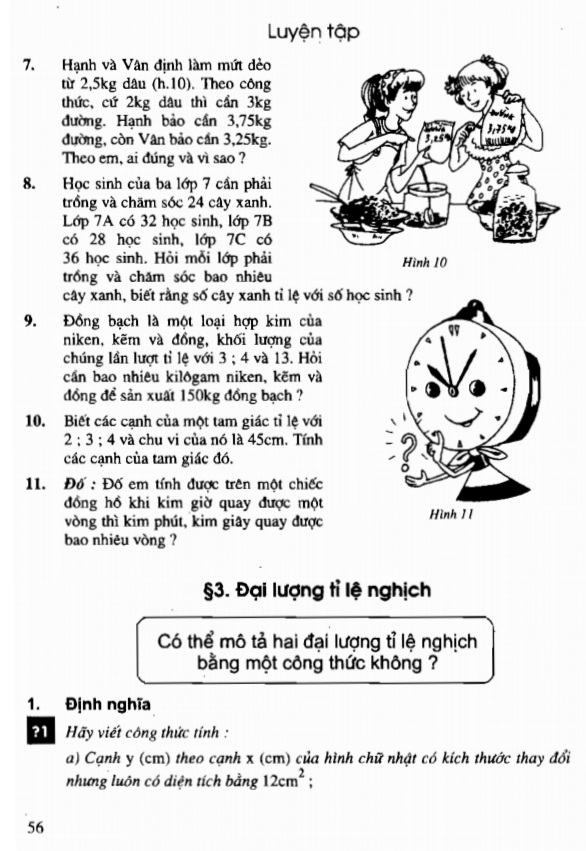 Luyện tập
7. Hạnh và Vân định làm mứt dẻo
từ 2,5kg dâu (h.10). Theo công
thức, cứ 2kg dâu thì cần 3kg
đường. Hạnh bảo cần 3,75kg
đường, còn Vân bảo cần 3,25kg.
Theo em, ai đúng và vì sao ?
3,25kg
3,75kg
Hình 10
8. Học sinh của ba lớp 7 cần phải
trồng và chăm sóc 24 cây xanh.
Lớp 7A có 32 học sinh, lớp 7B
có 28 học sinh, lớp 7C có
36 học sinh. Hỏi mỗi lớp phải
trồng và chăm sóc bao nhiêu
cây xanh, biết rằng số cây xanh tỉ lệ với số học sinh ?
9. Đồng bạch là một loại hợp kim của
niken, kẽm và đồng, khối lượng của
chúng lần lượt tỉ lệ với 3 ; 4 và 13. Hỏi
cần bao nhiêu kilôgam niken, kẽm và
đồng để sản xuất 150kg đồng bạch ?
10. Biết các cạnh của một tam giác tỉ lệ với
2 ; 3 ; 4 và chu vi của nó là 45cm. Tính
các cạnh của tam giác đó.
11. Đố : Đố em tính được trên một chiếc
đồng hồ khi kim giờ quay được một
vòng thì kim phút, kim giây quay được
bao nhiêu vòng ?
?
Hình 11
§3. Đại lượng tỉ lệ nghịch
Có thể mô tả hai đại lượng tỉ lệ nghịch
bằng một công thức không ?
1. Định nghĩa
?1 Hãy viết công thức tính :
a) Cạnh y (cm) theo cạnh x (cm) của hình chữ nhật có kích thước thay đổi
nhưng luôn có diện tích bằng 12cm² ;
56